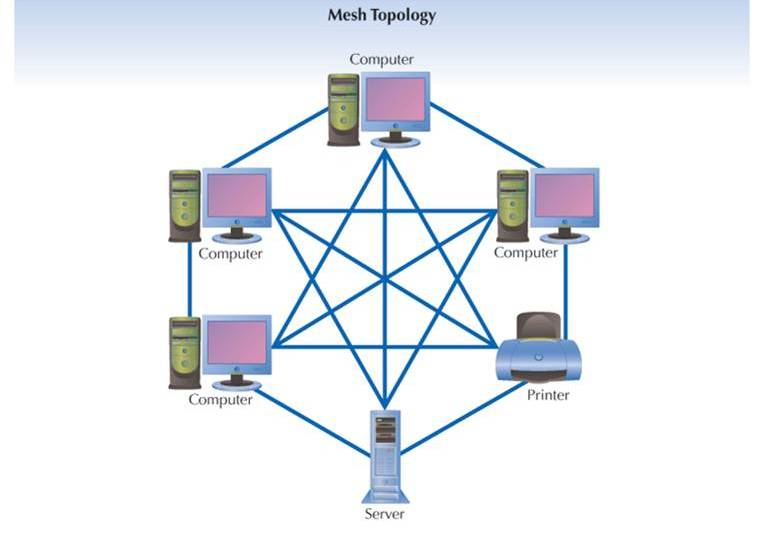 Mesh Topology
Computer
Computer
Computer
Computer
Printer
Server